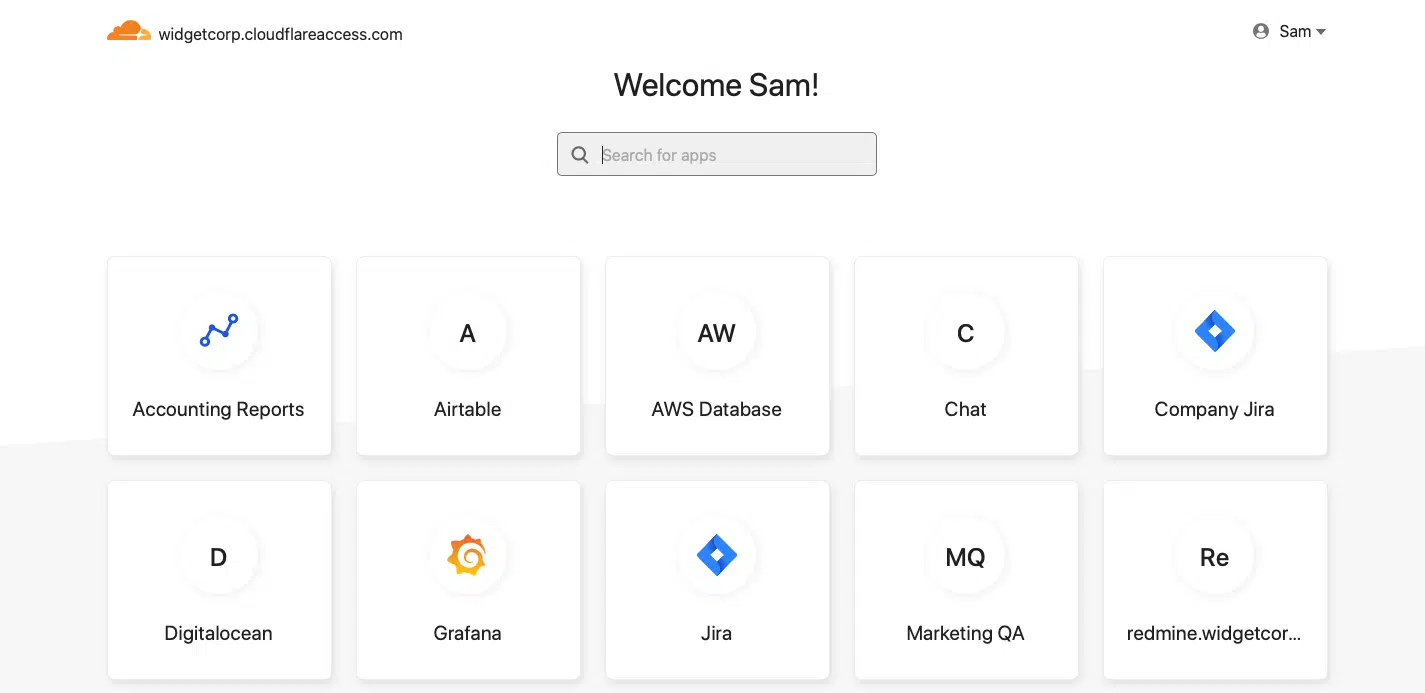 widgetcorp.cloudflareaccess.com
Sam
Welcome Sam!
Search for apps
A
AW
C
Accounting Reports
Airtable
AWS Database
Chat
Company Jira
D
MQ
Re
Digitalocean
Grafana
Jira
Marketing QA
redmine.widgetcor...